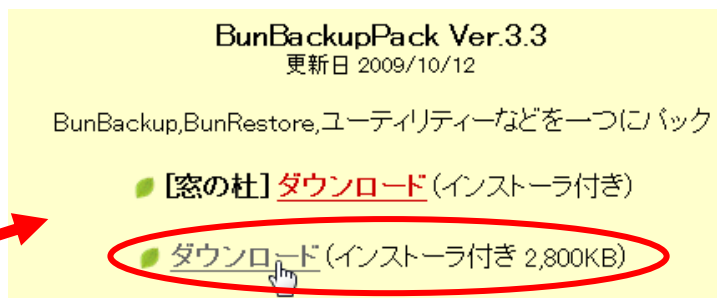 BunBackupPack Ver.3.3
更新日 2009/10/12
BunBackup,BunRestore,ユーティリティーなどを一つにパック
[窓の杜] ダウンロード(インストーラ付き)
ダウンロード(インストーラ付き 2,800KB)